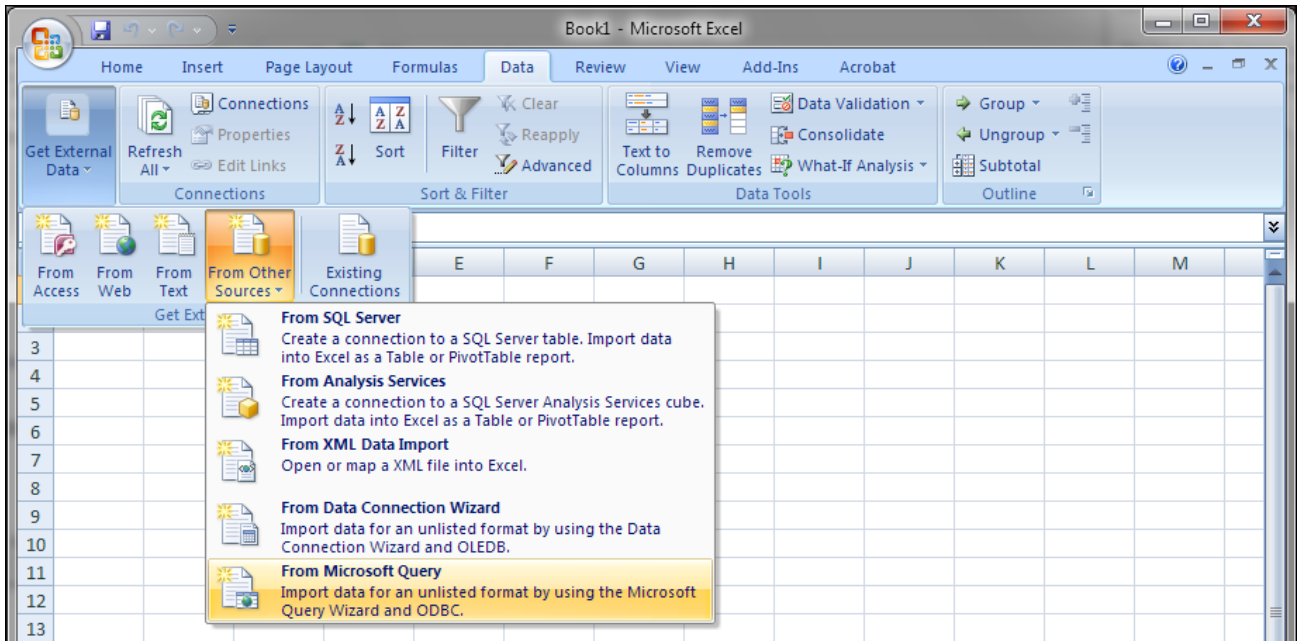 Book1 - Microsoft Excel
Home Insert Page Layout Formulas Data Review View Add-Ins Acrobat
Get External Data
Refresh All
Connections
Properties
Edit Links
Connections
A Z
Z A
A Z
Z A
Sort
Filter
Clear
Reapply
Advanced
Sort & Filter
Text to Columns
Remove Duplicates
Data Validation
Consolidate
What-If Analysis
Data Tools
Group
Ungroup
Subtotal
Outline
From Access
From Web
From Text
From Other Sources
Existing Connections
Get Ext
E F G H I J K L M
From SQL Server
Create a connection to a SQL Server table. Import data
into Excel as a Table or PivotTable report.
From Analysis Services
Create a connection to a SQL Server Analysis Services cube.
Import data into Excel as a Table or PivotTable report.
From XML Data Import
Open or map a XML file into Excel.
From Data Connection Wizard
Import data for an unlisted format by using the Data
Connection Wizard and OLEDB.
From Microsoft Query
Import data for an unlisted format by using the Microsoft
Query Wizard and ODBC.
3
4
5
6
7
8
9
10
11
12
13